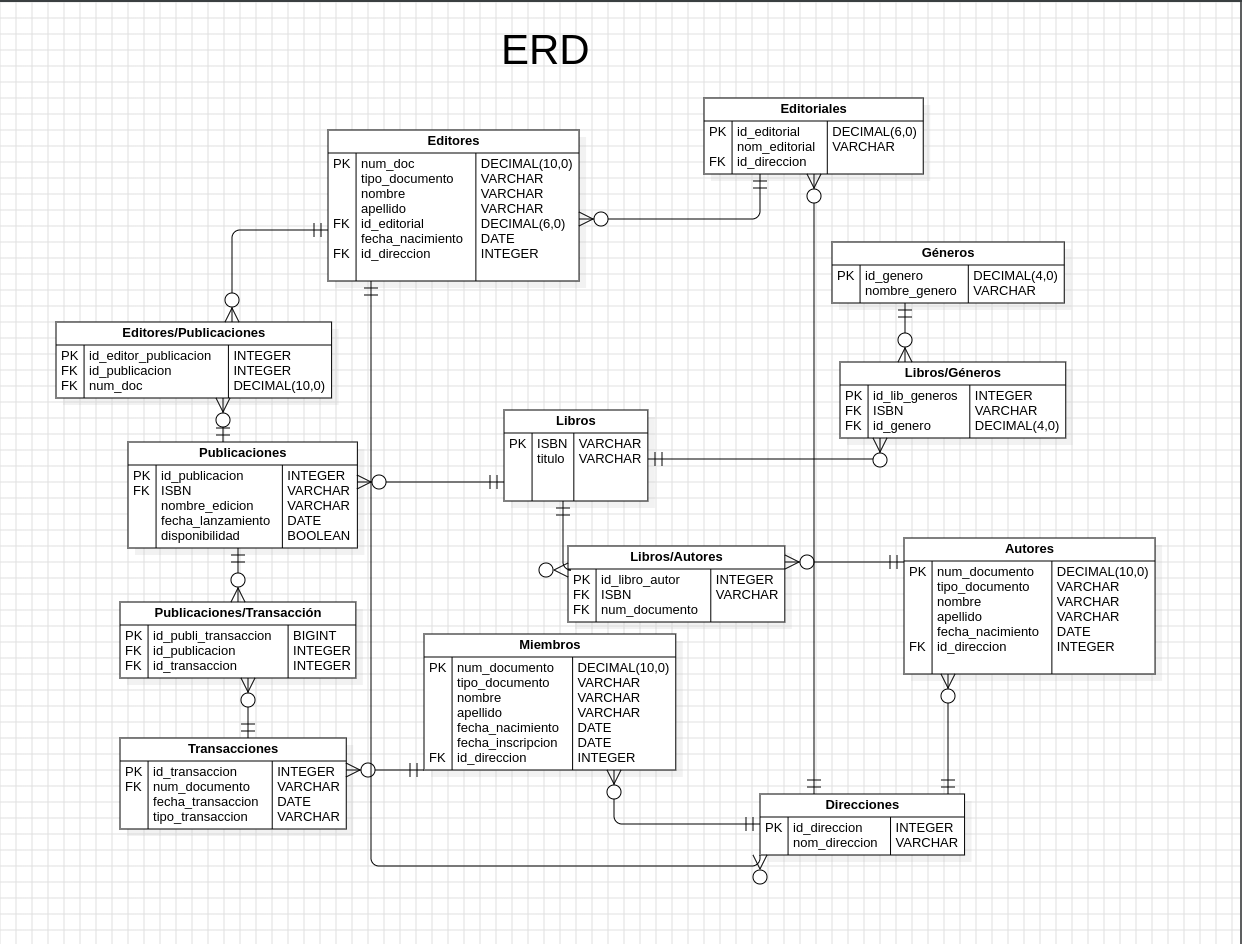 ERD
Editoriales
PK id_editorial DECIMAL(6,0)
nom_editorial VARCHAR
FK id_direccion
Editores
PK num_doc DECIMAL(10,0)
tipo_documento VARCHAR
nombre VARCHAR
apellido VARCHAR
FK id_editorial DECIMAL(6,0)
fecha_nacimiento DATE
FK id_direccion INTEGER
Géneros
PK id_genero DECIMAL(4,0)
nombre_genero VARCHAR
Editores/Publicaciones
PK id_editor_publicacion INTEGER
FK id_publicacion INTEGER
FK num_doc DECIMAL(10,0)
Libros/Géneros
PK id_lib_generos INTEGER
FK ISBN VARCHAR
FK id_genero DECIMAL(4,0)
Libros
PK ISBN VARCHAR
titulo VARCHAR
Publicaciones
PK id_publicacion INTEGER
FK ISBN VARCHAR
nombre_edicion VARCHAR
fecha_lanzamiento DATE
disponibilidad BOOLEAN
Libros/Autores
PK id_libro_autor INTEGER
FK ISBN VARCHAR
FK num_documento
Autores
PK num_documento DECIMAL(10,0)
tipo_documento VARCHAR
nombre VARCHAR
apellido VARCHAR
fecha_nacimiento DATE
FK id_direccion INTEGER
Publicaciones/Transacción
PK id_publi_transaccion BIGINT
FK id_publicacion INTEGER
FK id_transaccion INTEGER
Miembros
PK num_documento DECIMAL(10,0)
tipo_documento VARCHAR
nombre VARCHAR
apellido VARCHAR
fecha_nacimiento DATE
fecha_inscripcion DATE
FK id_direccion INTEGER
Transacciones
PK id_transaccion INTEGER
FK num_documento VARCHAR
fecha_transaccion DATE
tipo_transaccion VARCHAR
Direcciones
PK id_direccion INTEGER
nom_direccion VARCHAR